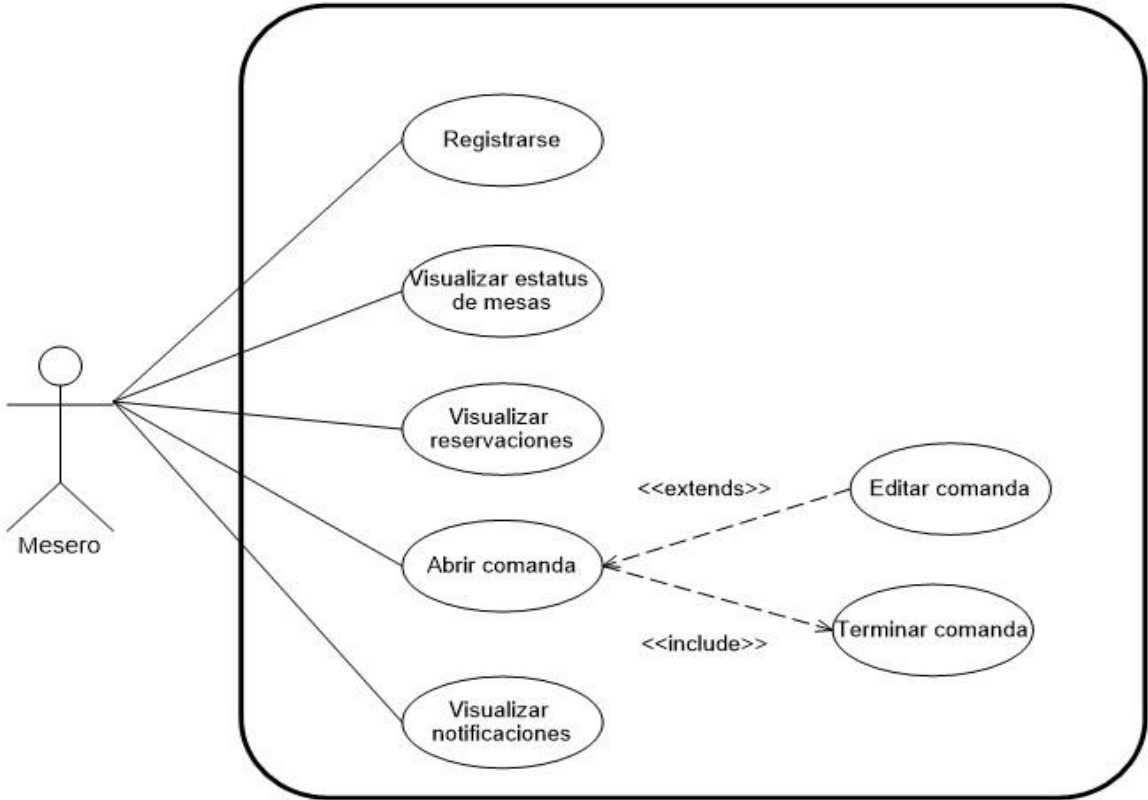 Registrarse
Visualizar estatus
de mesas
Visualizar
reservaciones
<<extends>>
Editar comanda
Mesero
Abrir comanda
<<include>>
Terminar comanda
Visualizar
notificaciones